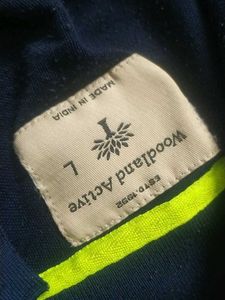 Woodland Active
ESTD. 1992
L
MADE IN INDIA